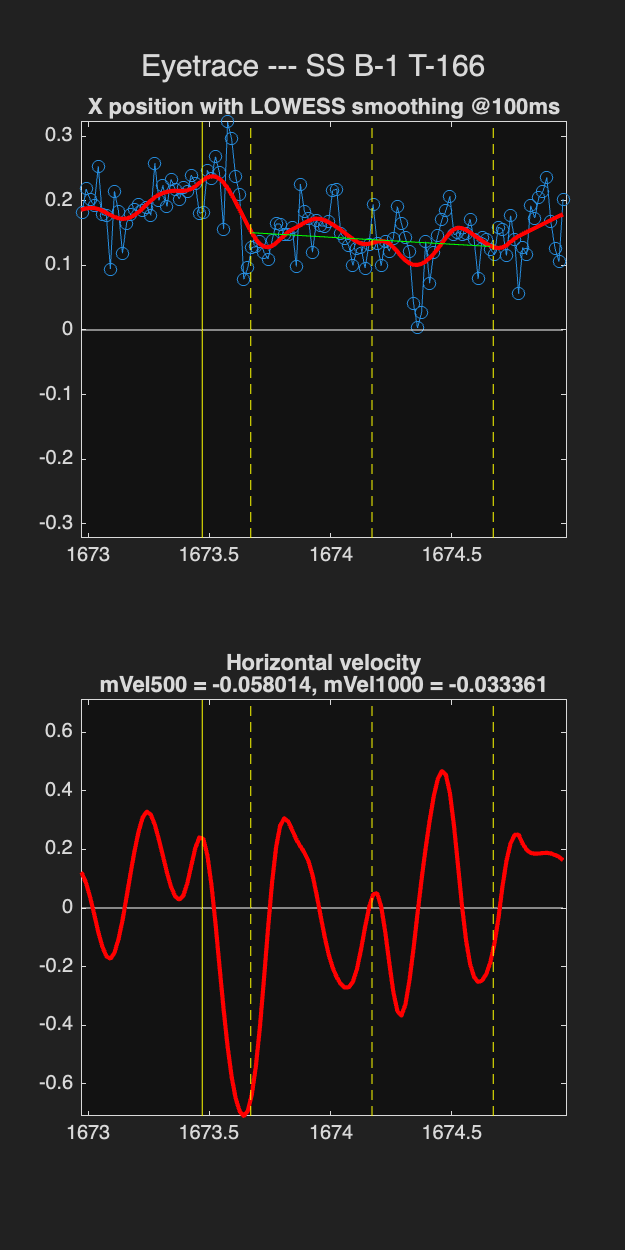 Eyetrace --- SS B-1 T-166
X position with LOWESS smoothing @100ms
0.3
0.2
0.1
0
-0.1
-0.2
-0.3
1673 1673.5 1674 1674.5
Horizontal velocity
mVel500 = -0.058014, mVel1000 = -0.033361
0.6
0.4
0.2
0
-0.2
-0.4
-0.6
1673 1673.5 1674 1674.5